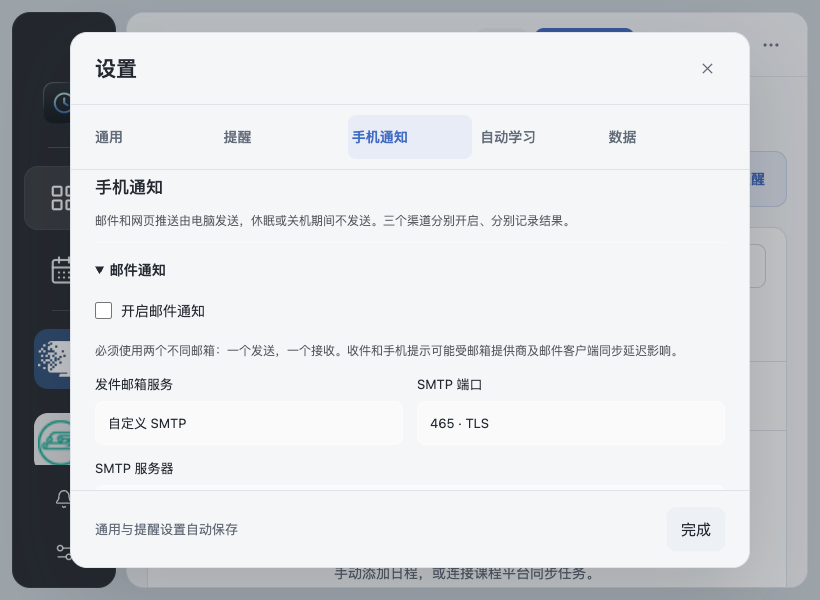 设置
通用
提醒
手机通知
自动学习
数据
醒
手机通知
邮件和网页推送由电脑发送，休眠或关机期间不发送。三个渠道分别开启、分别记录结果。
▼ 邮件通知
开启邮件通知
必须使用两个不同邮箱：一个发送，一个接收。收件和手机提示可能受邮箱提供商及邮件客户端同步延迟影响。
发件邮箱服务
SMTP 端口
自定义 SMTP
465 · TLS
SMTP 服务器
通用与提醒设置自动保存
完成
手动添加日程，或连接课程平台同步任务。